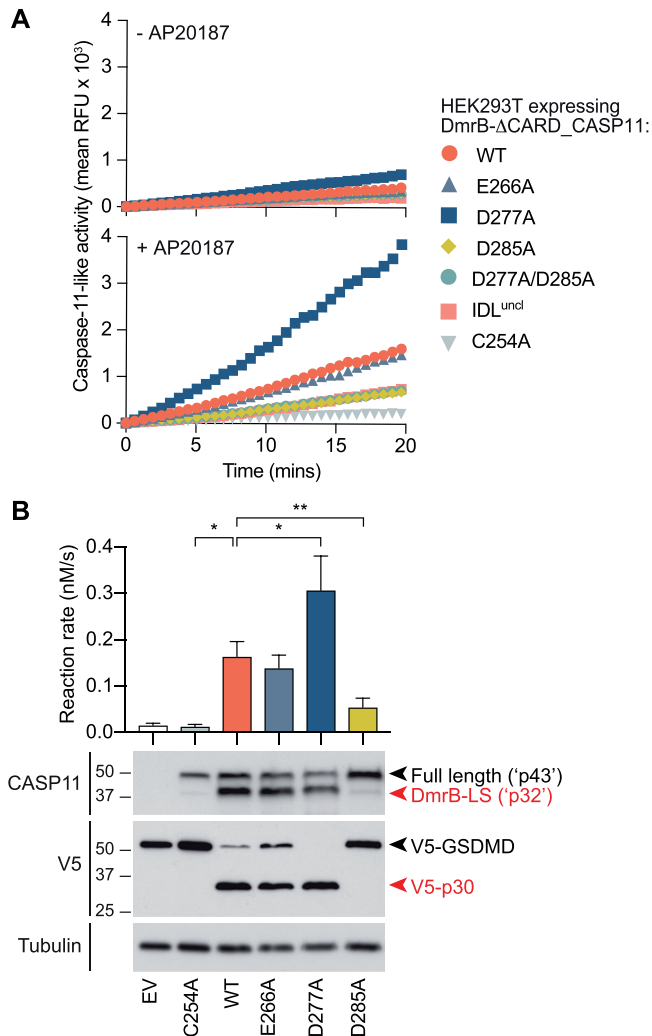 A
- AP20187
4
3
2
1
0
+ AP20187
4
3
2
1
0
0 5 10 15 20
Time (mins)
Caspase-11-like activity (mean RFU x 10³)
HEK293T expressing
DmrB-ΔCARD_CASP11:
WT
E266A
D277A
D285A
D277A/D285A
IDLᵘⁿᶜˡ
C254A
B
** 
* *
0.4
0.3
0.2
0.1
0.0
Reaction rate (nM/s)
CASP11
50
37
Full length ('p43')
DmrB-LS ('p32')
V5
50
37
25
V5-GSDMD
V5-p30
Tubulin
EV C254A WT E266A D277A D285A